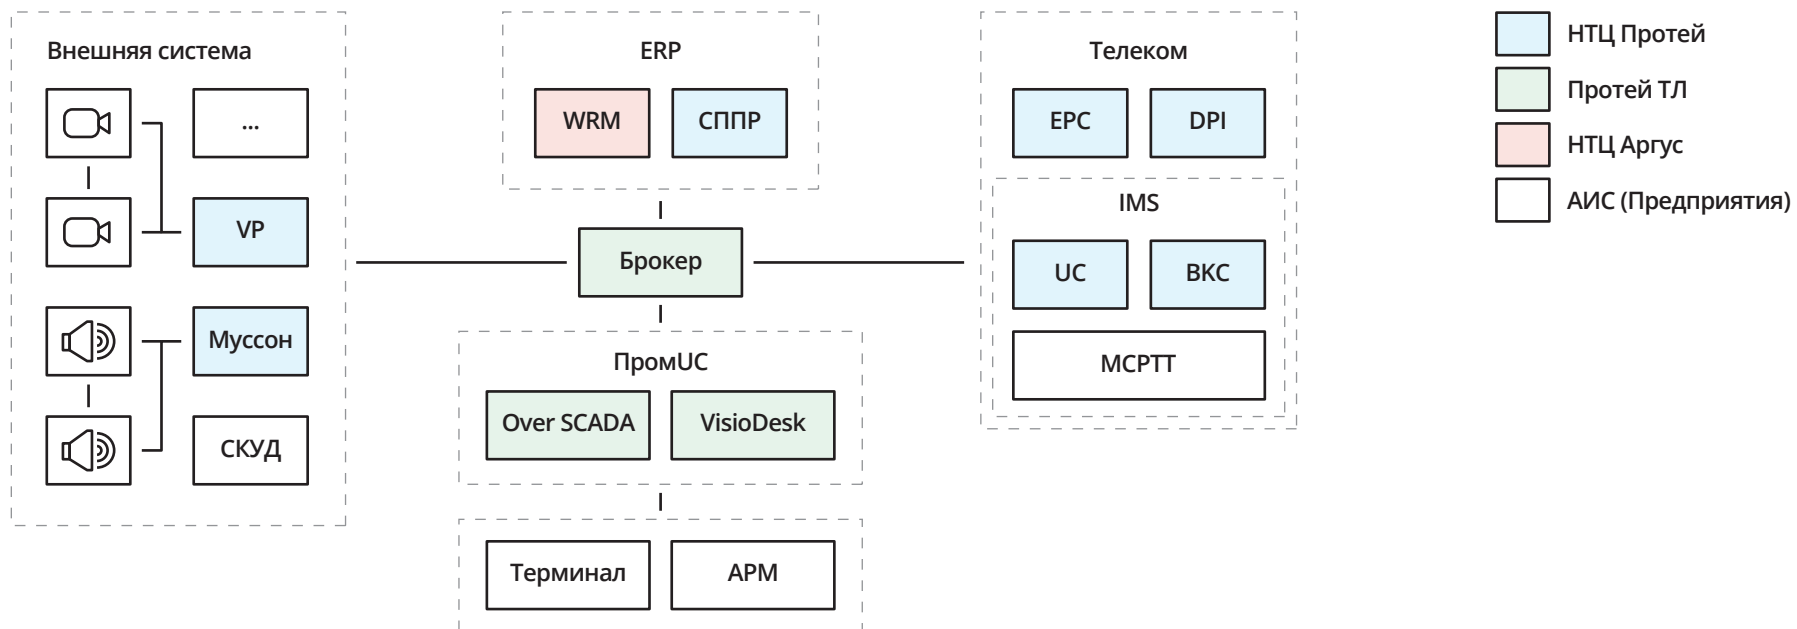 Внешняя система
...
VP
Муссон
СКУД
ERP
WRM
СППР
Брокер
ПромUC
Over SCADA
VisioDesk
Терминал
АРМ
Телеком
EPC
DPI
IMS
UC
ВКС
MCPTT
НТЦ Протей
Протей ТЛ
НТЦ Аргус
АИС (Предприятия)